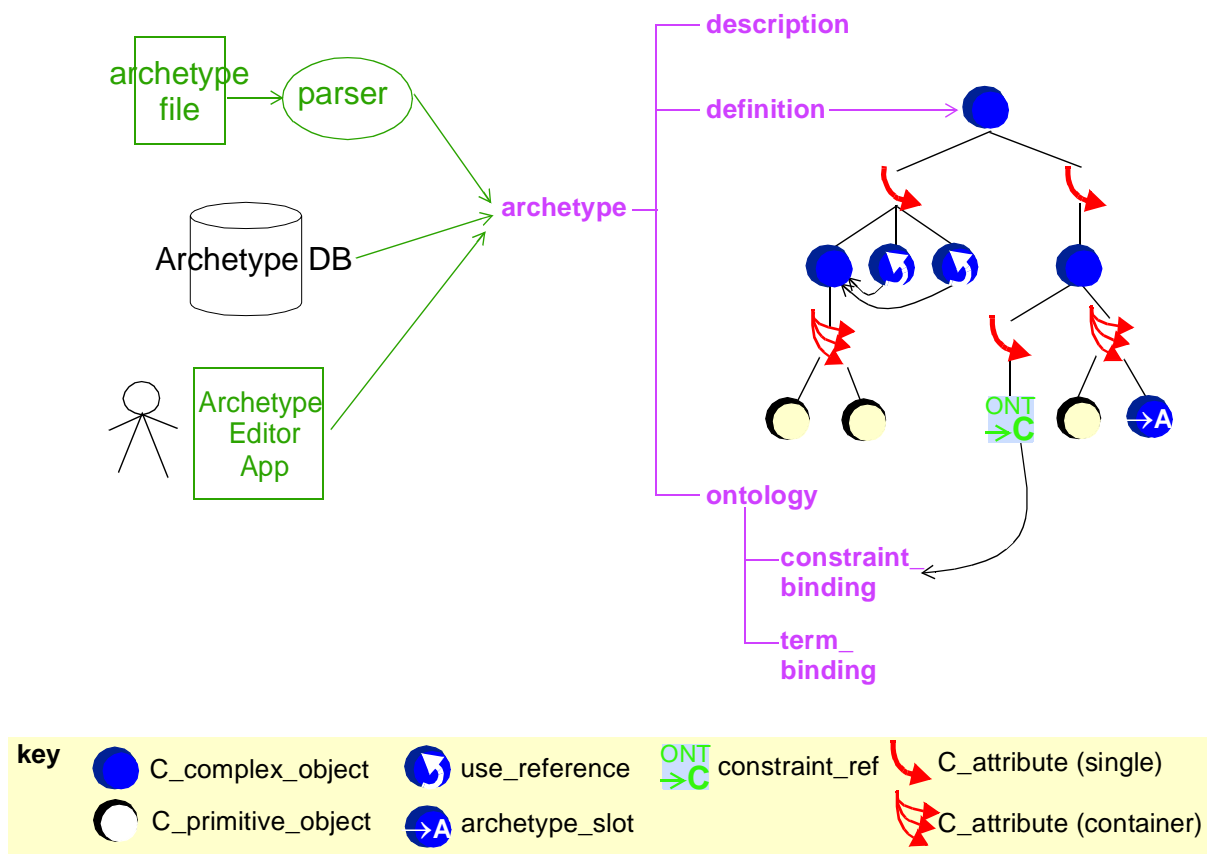 description
archetype
file
parser
definition
archetype
Archetype DB
Archetype
Editor
App
ONT
→C
→A
ontology
constraint_
binding
term_
binding
key
C_complex_object
use_reference
ONT
→C
constraint_ref
C_attribute (single)
C_primitive_object
→A
archetype_slot
C_attribute (container)